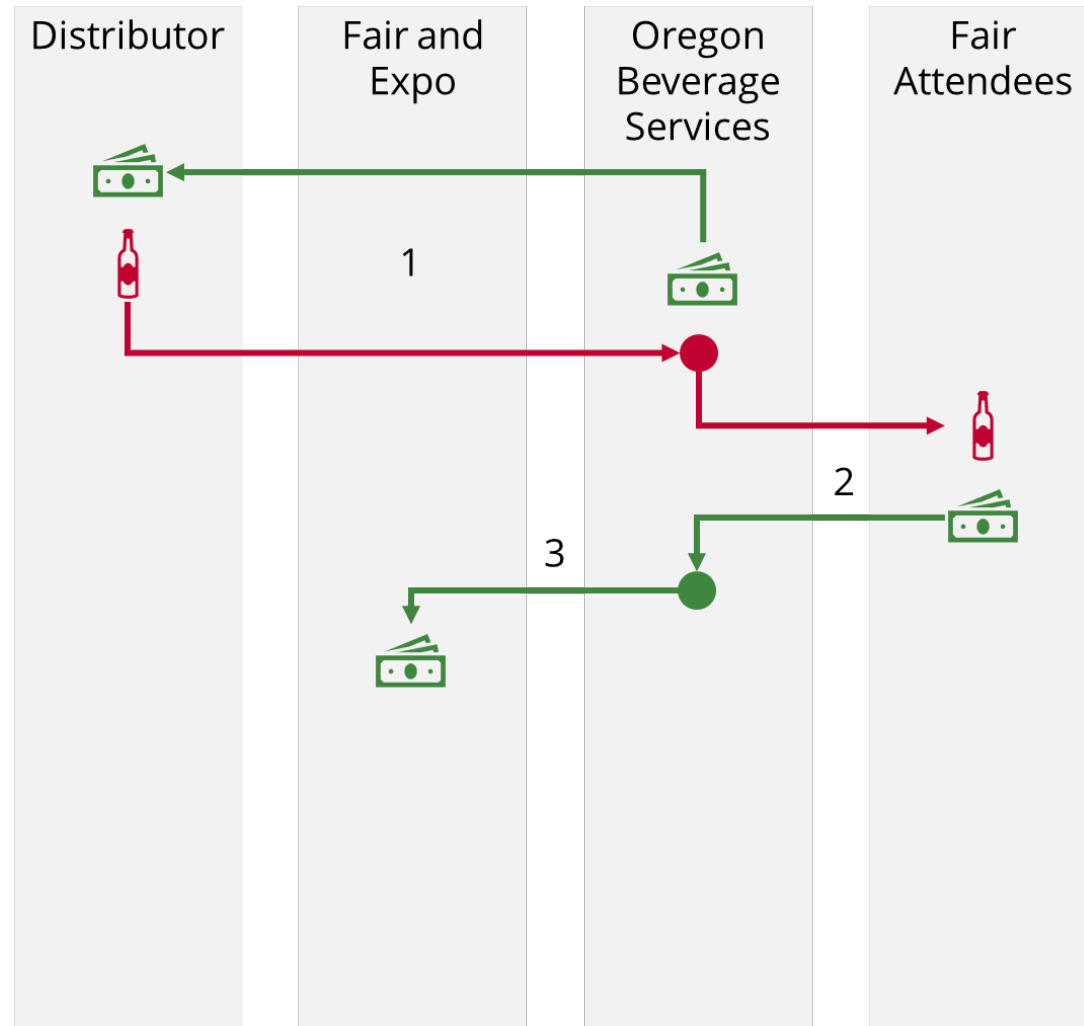 Distributor
Fair and
Expo
Oregon
Beverage
Services
Fair
Attendees
1
2
3